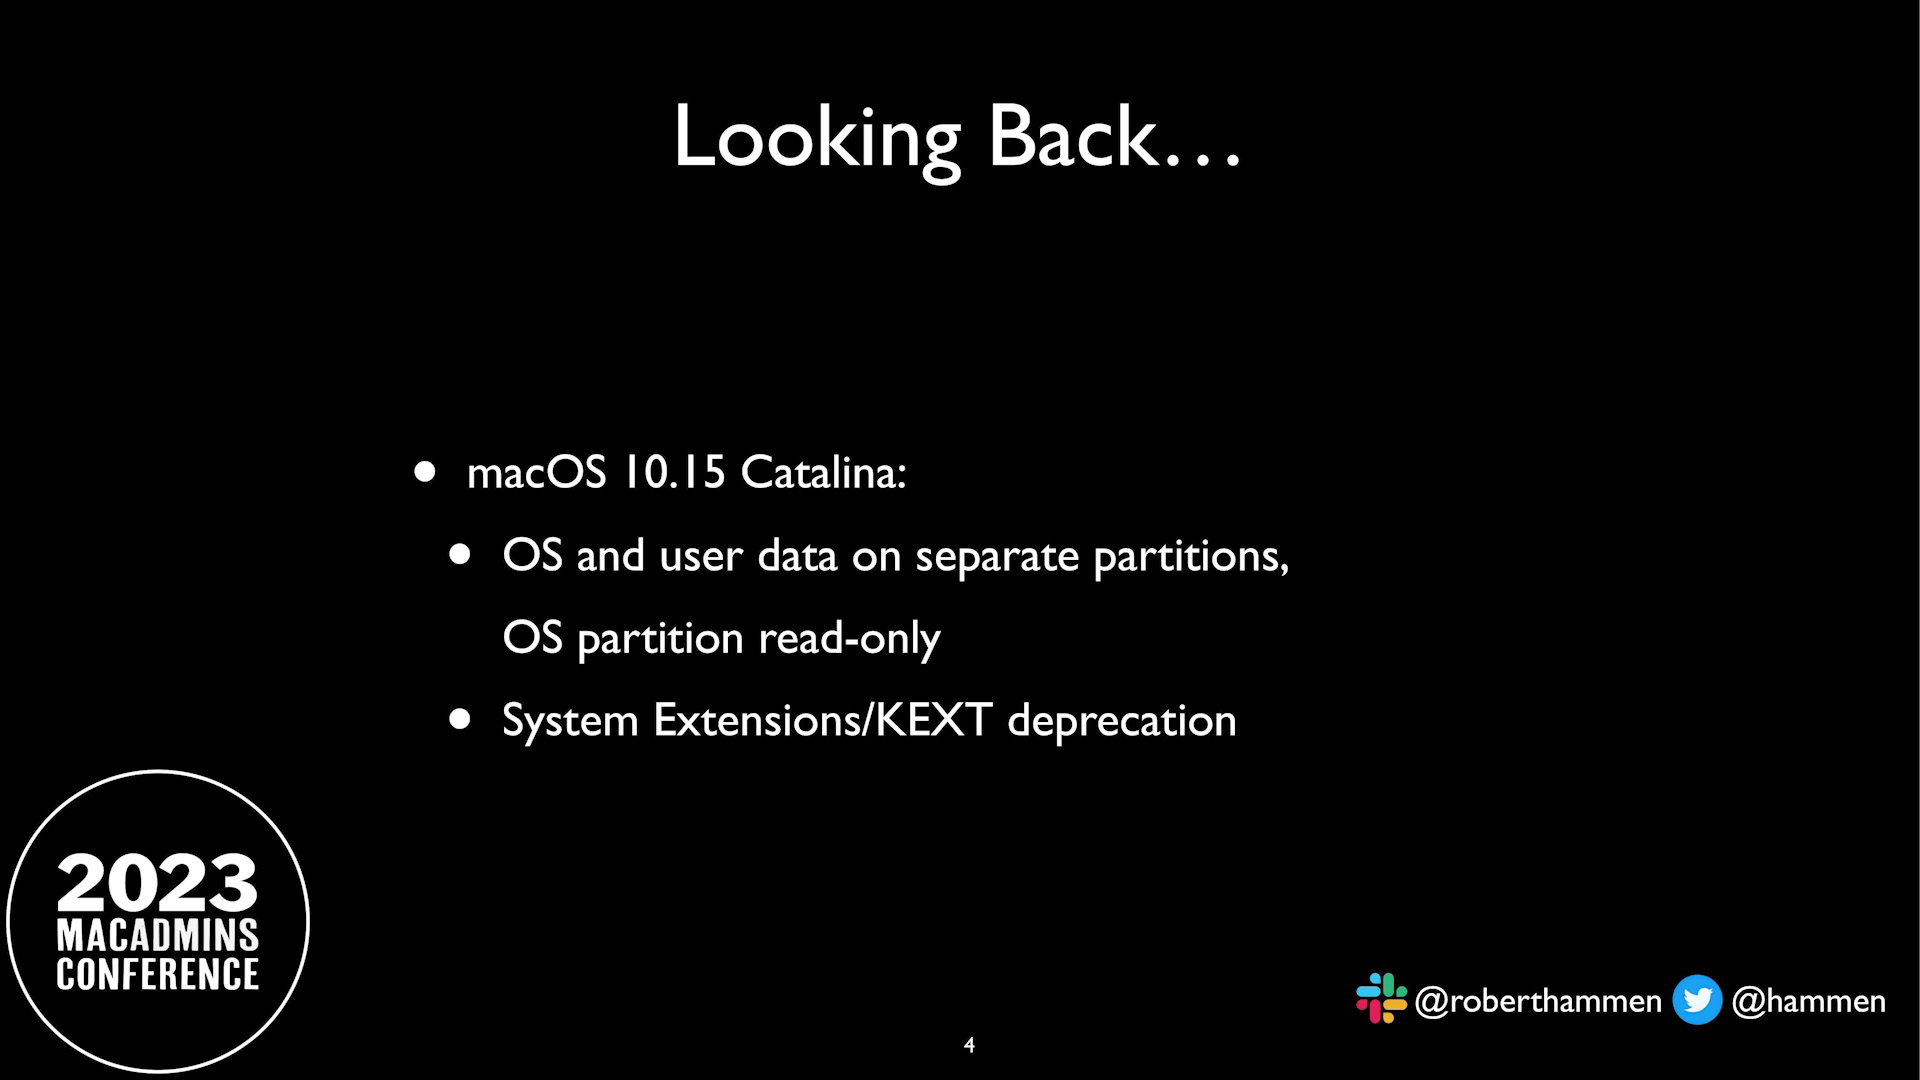 Looking Back…
• macOS 10.15 Catalina:
• OS and user data on separate partitions,
OS partition read-only
• System Extensions/KEXT deprecation
2023
MACADMINS
CONFERENCE
@roberthammen @hammen
4